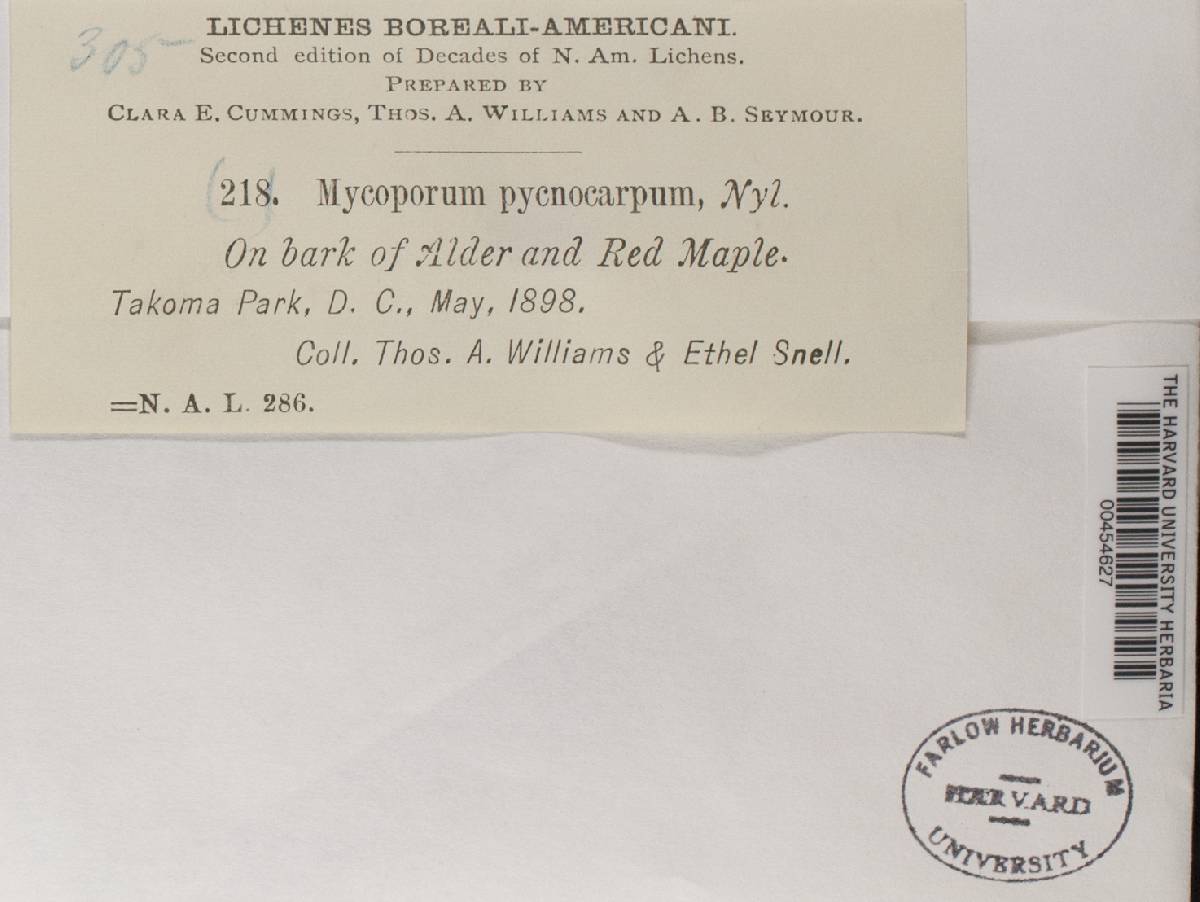 305
LICHENES BOREALI-AMERICANI.
Second edition of Decades of N. Am. Lichens.
PREPARED BY
CLARA E. CUMMINGS, THOS. A. WILLIAMS AND A. B. SEYMOUR.
(218). Mycoporum pycnocarpum, Nyl.
On bark of Alder and Red Maple.
Takoma Park, D. C., May, 1898.
Coll. Thos. A. Williams & Ethel Snell.
=N. A. L. 286.
THE HARVARD UNIVERSITY HERBARIA
00454627
FARLOW HERBARIUM
HARVARD
UNIVERSITY